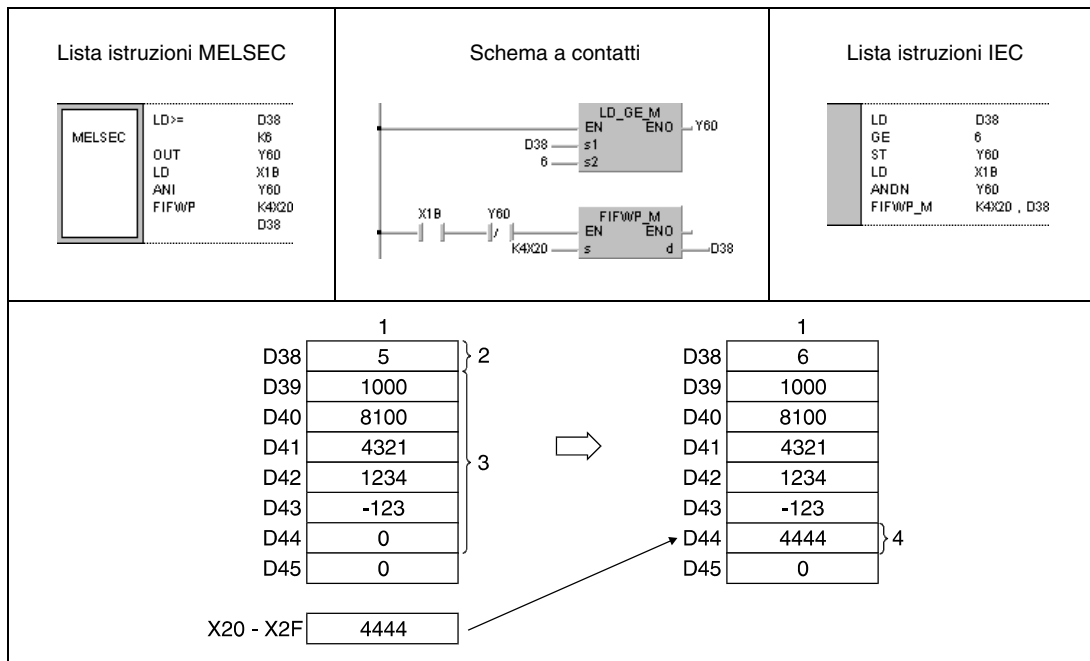 Lista istruzioni MELSEC
MELSEC
LD>= D38
K6
OUT Y60
LD X1B
ANI Y60
FIFWP K4X20
D38
Schema a contatti
LD_GE_M
EN ENO Y60
D38 s1
6 s2
X1B Y60
FIFWP_M
EN ENO
K4X20 s d D38
Lista istruzioni IEC
LD D38
GE 6
ST Y60
LD X1B
ANDN Y60
FIFWP_M K4X20 , D38
1
D38 5 2
D39 1000
D40 8100
D41 4321
D42 1234
D43 -123
D44 0
D45 0
3
X20 - X2F 4444
1
D38 6
D39 1000
D40 8100
D41 4321
D42 1234
D43 -123
D44 4444 4
D45 0